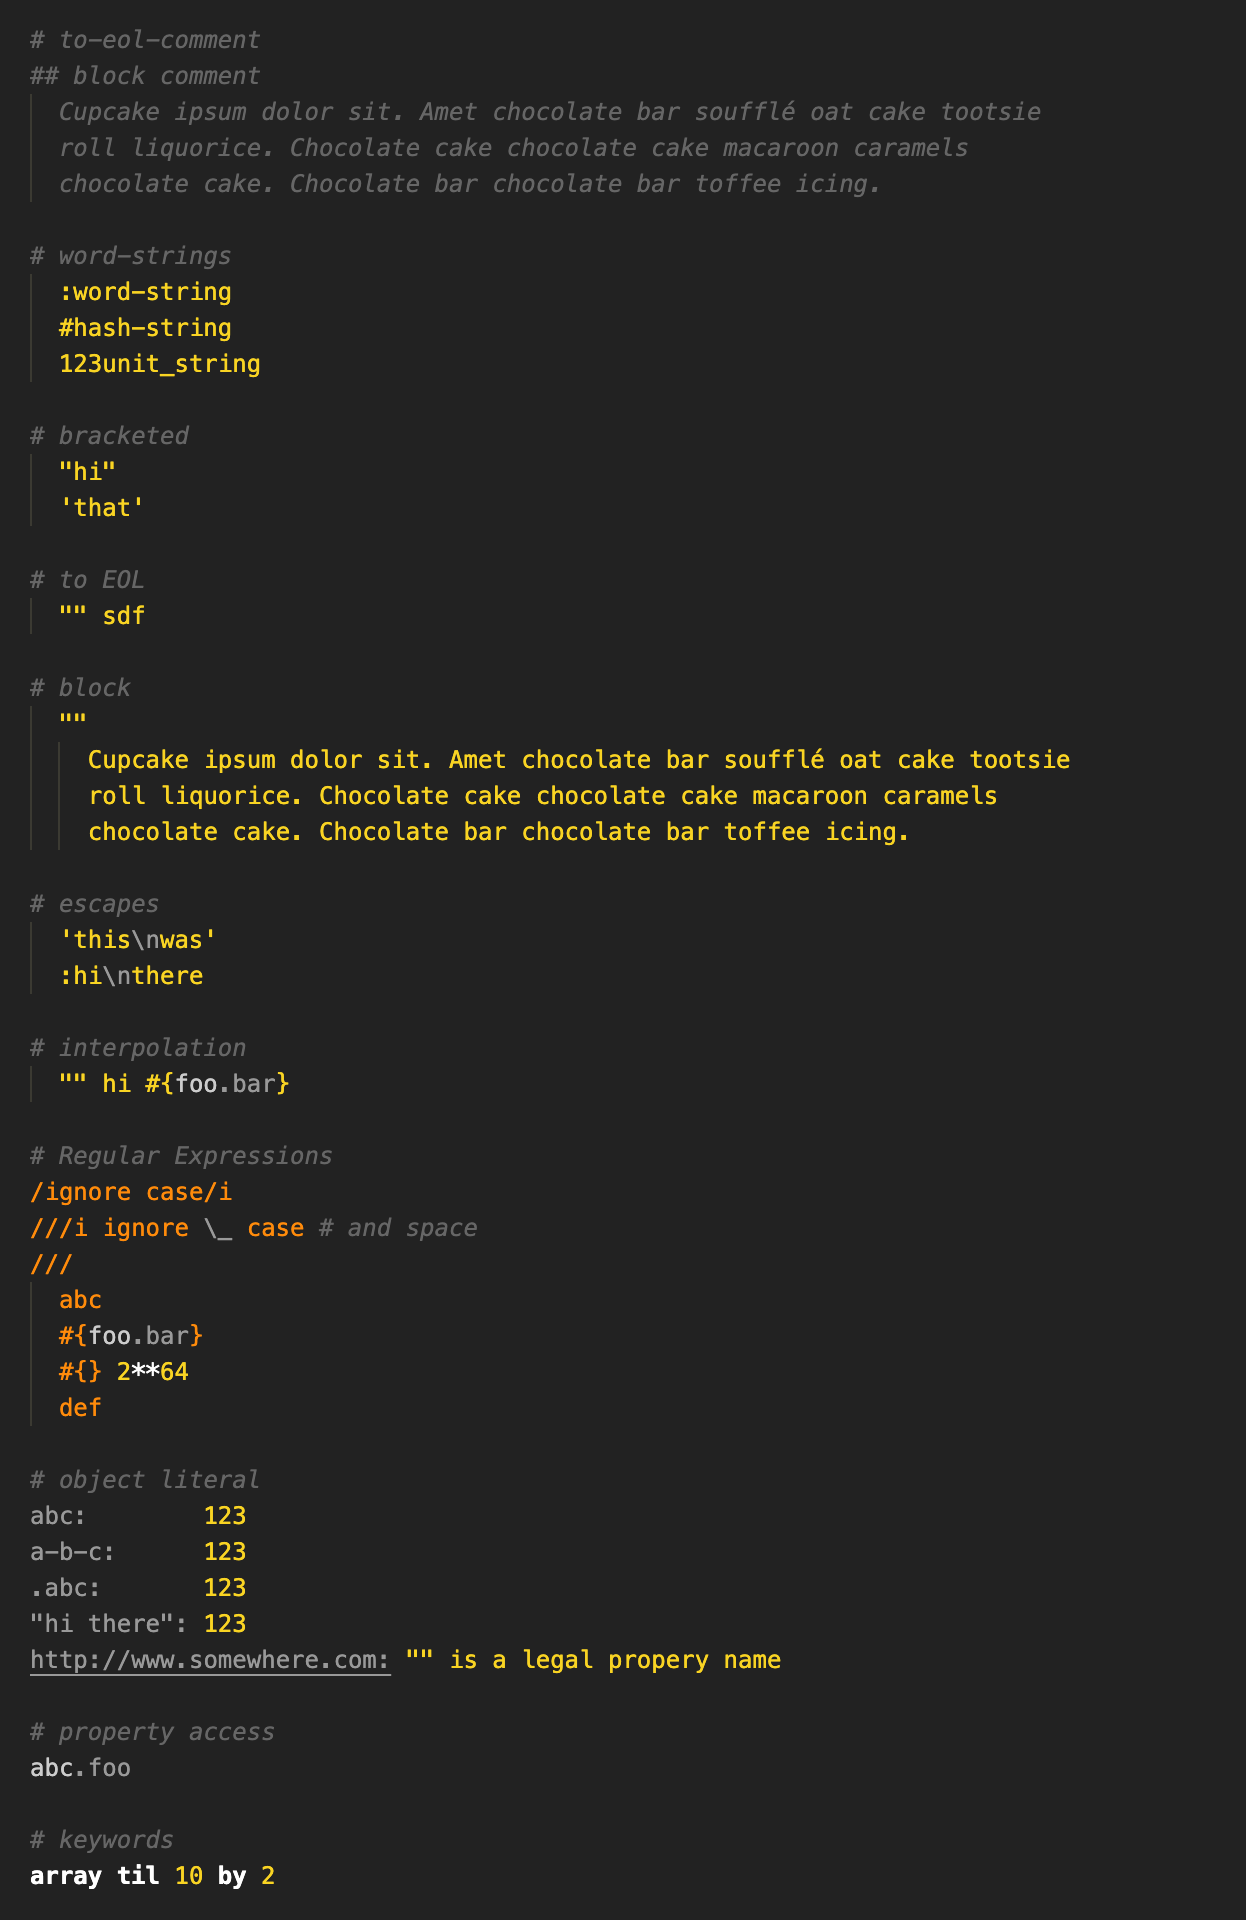 # to-eol-comment
## block comment
  Cupcake ipsum dolor sit. Amet chocolate bar soufflé oat cake tootsie
  roll liquorice. Chocolate cake chocolate cake macaroon caramels
  chocolate cake. Chocolate bar chocolate bar toffee icing.

# word-strings
  :word-string
  #hash-string
  123unit_string

# bracketed
  "hi"
  'that'

# to EOL
  "" sdf

# block
  ""
    Cupcake ipsum dolor sit. Amet chocolate bar soufflé oat cake tootsie
    roll liquorice. Chocolate cake chocolate cake macaroon caramels
    chocolate cake. Chocolate bar chocolate bar toffee icing.

# escapes
  'this\nwas'
  :hi\nthere

# interpolation
  "" hi #{foo.bar}

# Regular Expressions
/ignore case/i
///i ignore \_ case # and space
///
  abc
  #{foo.bar}
  #{} 2**64
  def

# object literal
abc:        123
a-b-c:      123
.abc:       123
"hi there": 123
http://www.somewhere.com: "" is a legal propery name

# property access
abc.foo

# keywords
array til 10 by 2